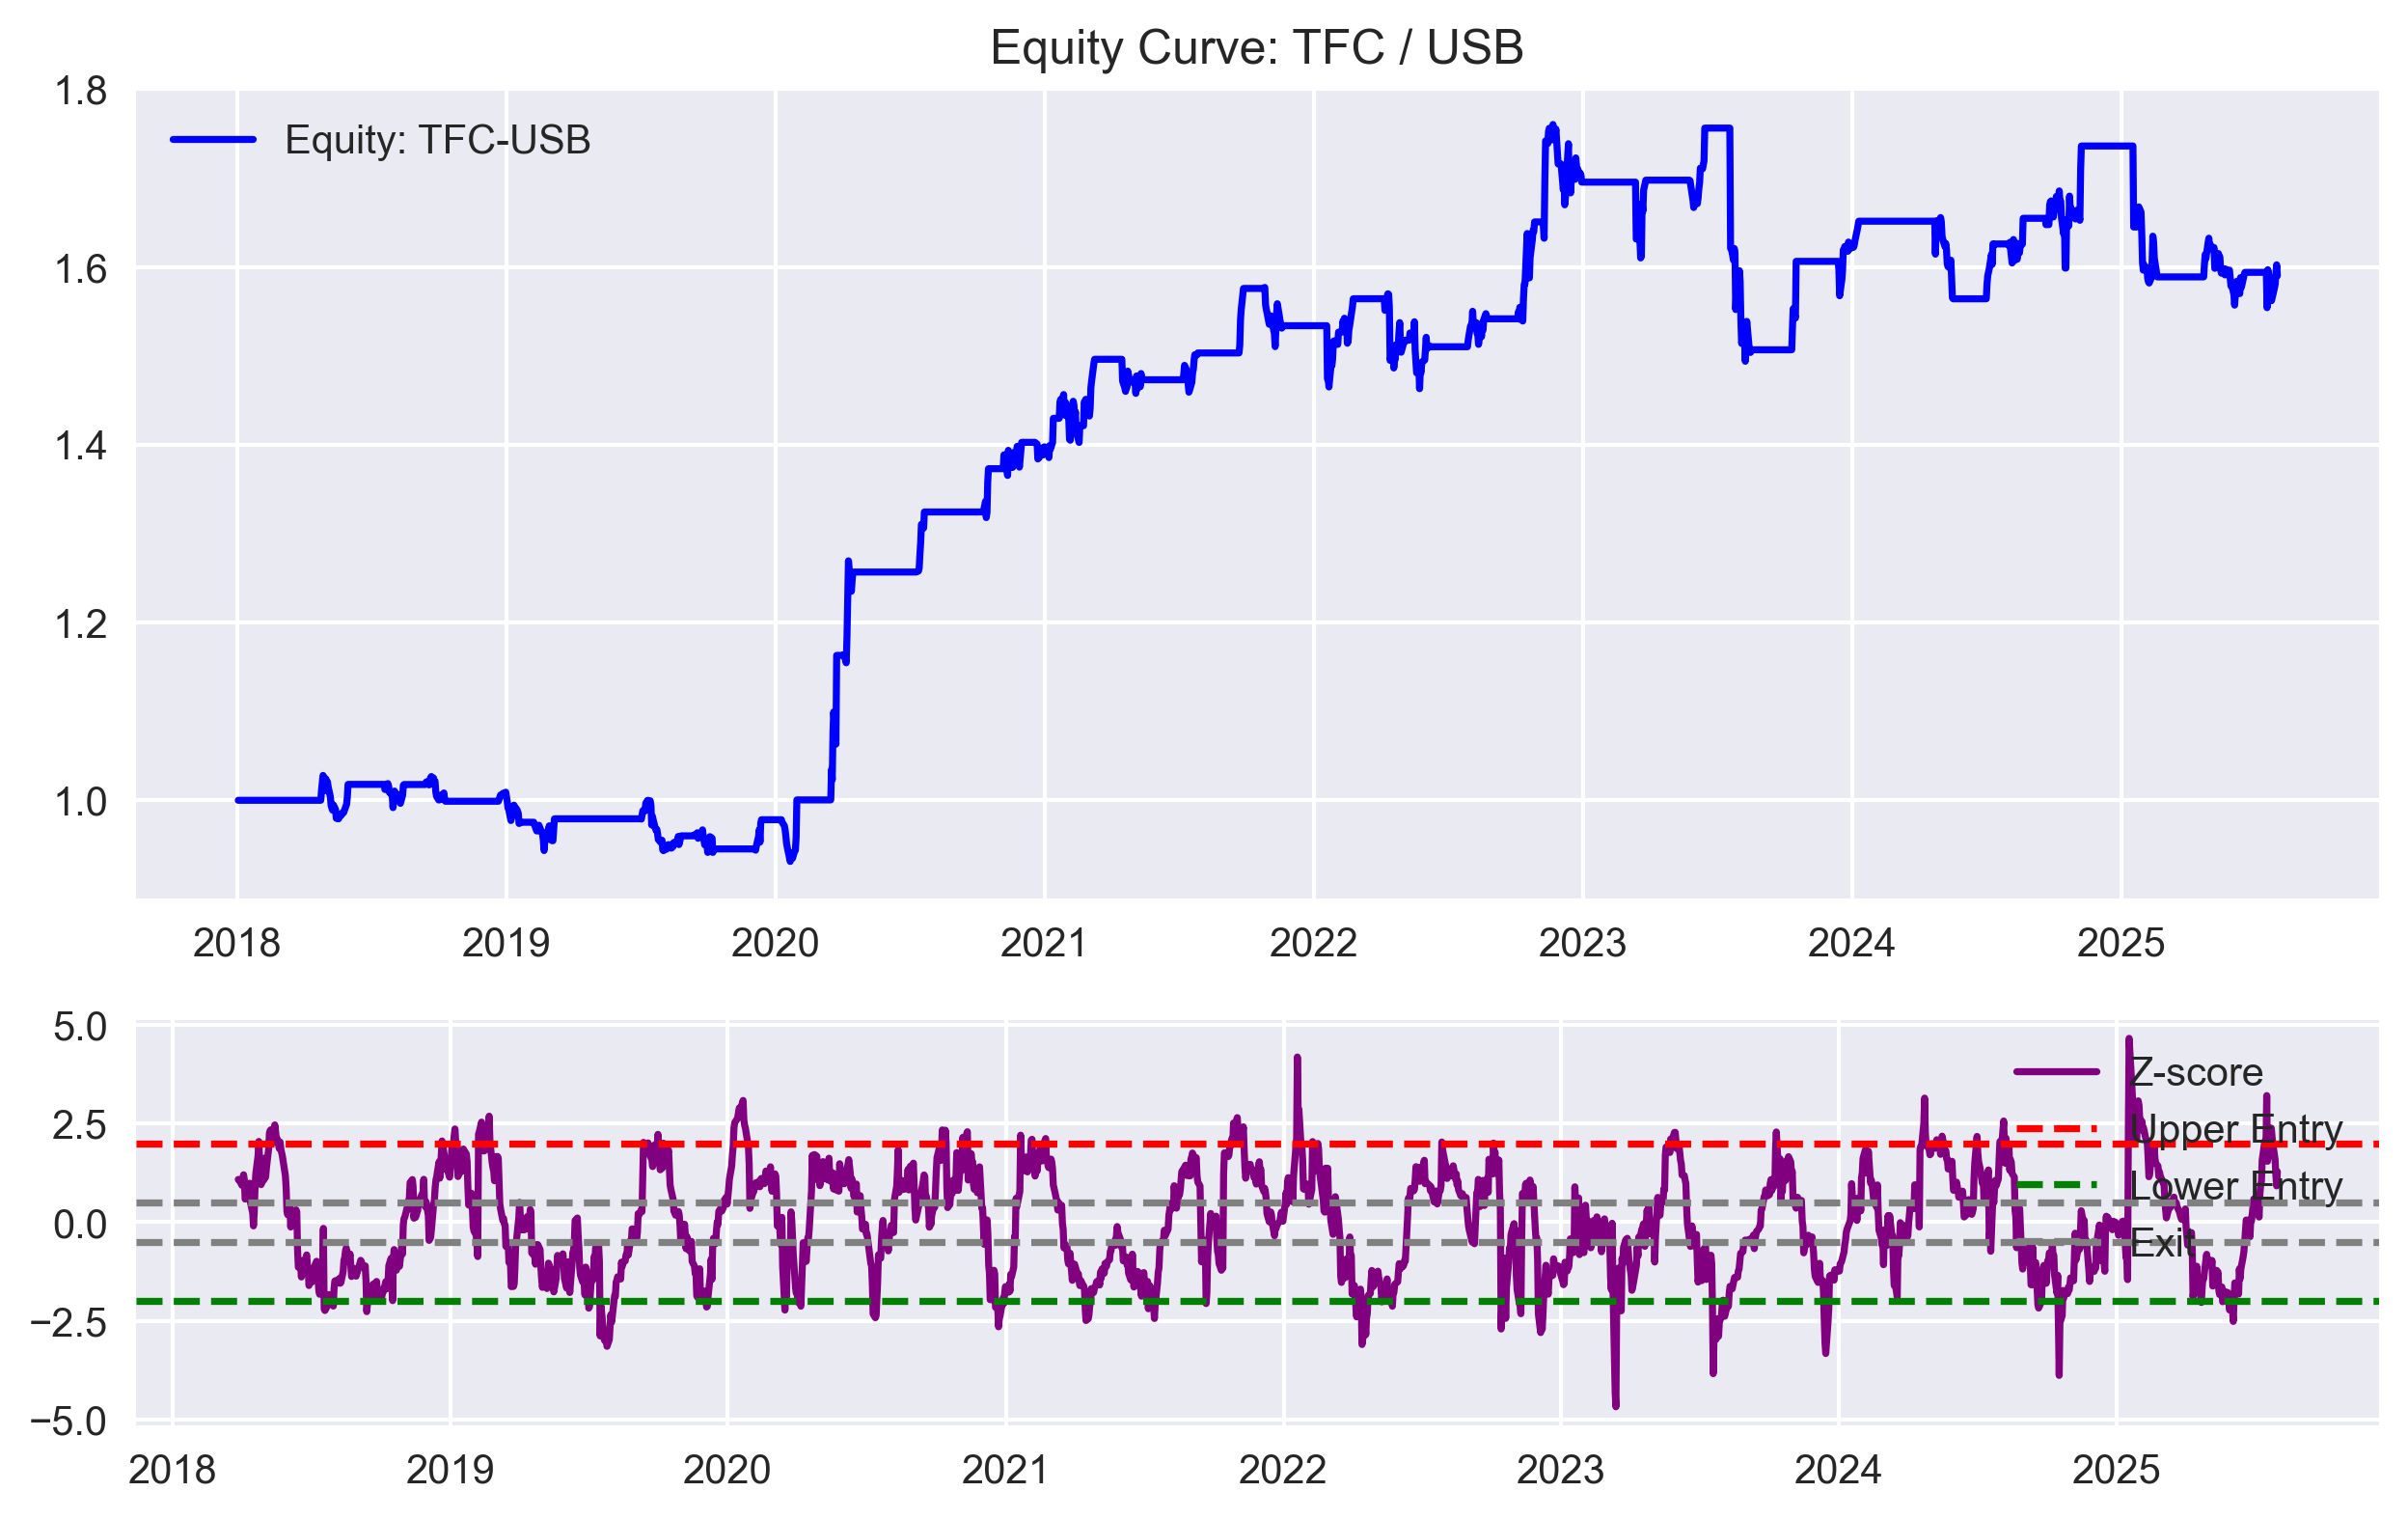 Equity Curve: TFC / USB
1.8
1.6
1.4
1.2
1.0
Equity: TFC-USB
2018 2019 2020 2021 2022 2023 2024 2025
5.0
2.5
0.0
−2.5
−5.0
Z-score
Upper Entry
Lower Entry
Exit
2018 2019 2020 2021 2022 2023 2024 2025